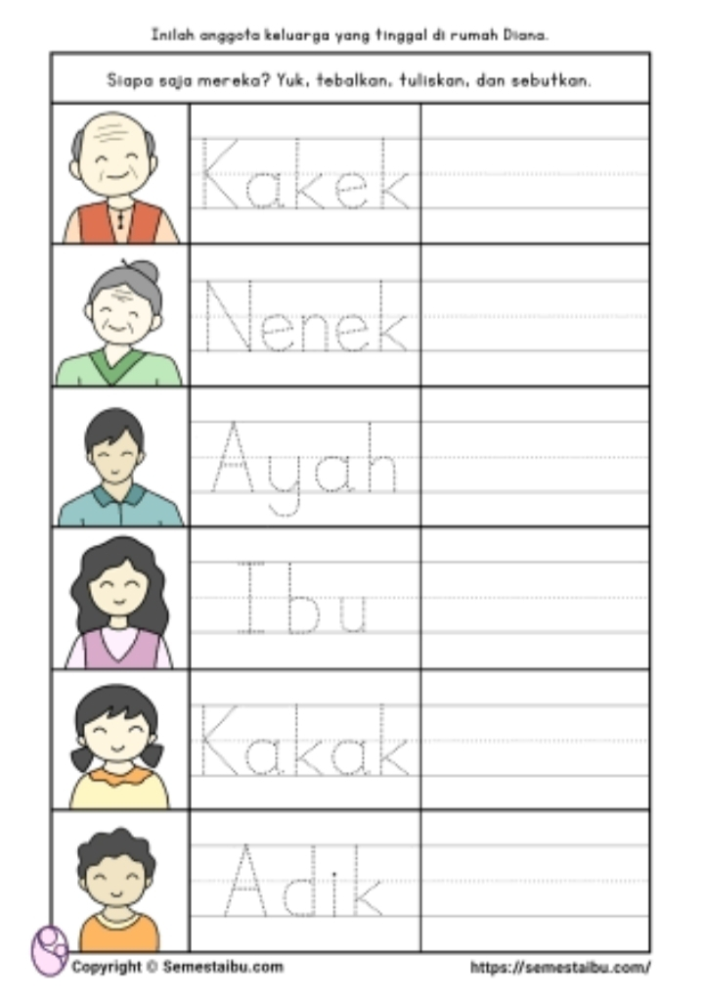 Inilah anggota keluarga yang tinggal di rumah Diana.
Siapa saja mereka? Yuk, tebalkan, tuliskan, dan sebutkan.
Kakek
Nenek
Ayah
Ibu
Kakak
Adik
Copyright © Semestaibu.com
https://semestaibu.com/